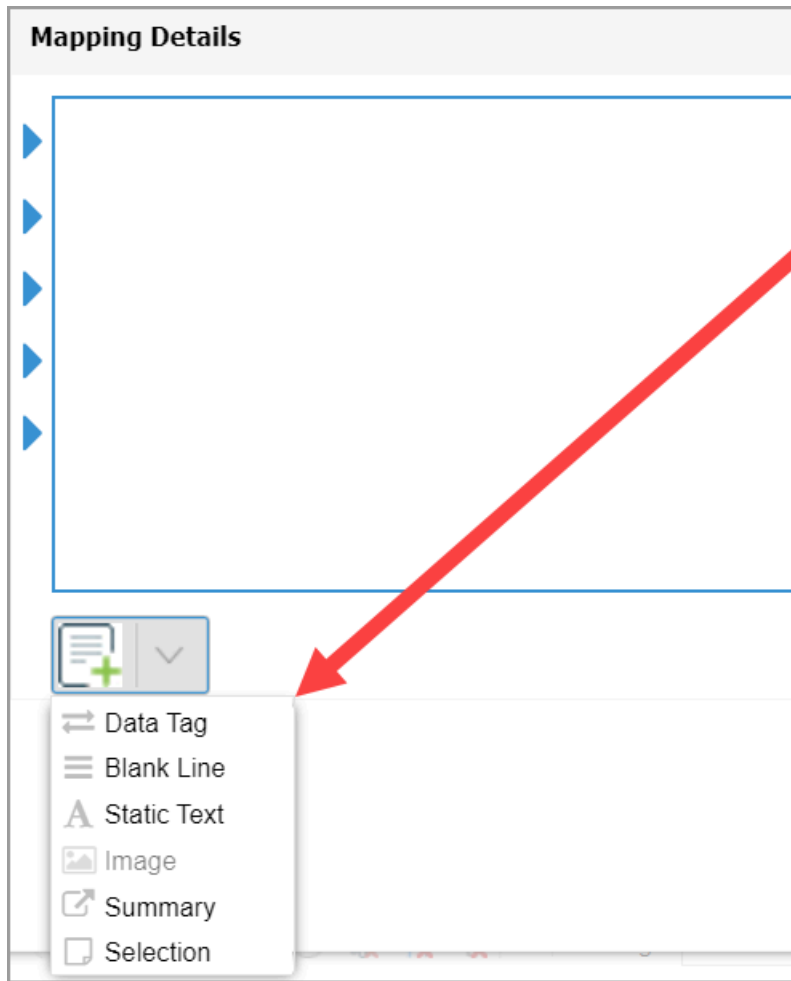 Mapping Details
Data Tag
Blank Line
Static Text
Image
Summary
Selection